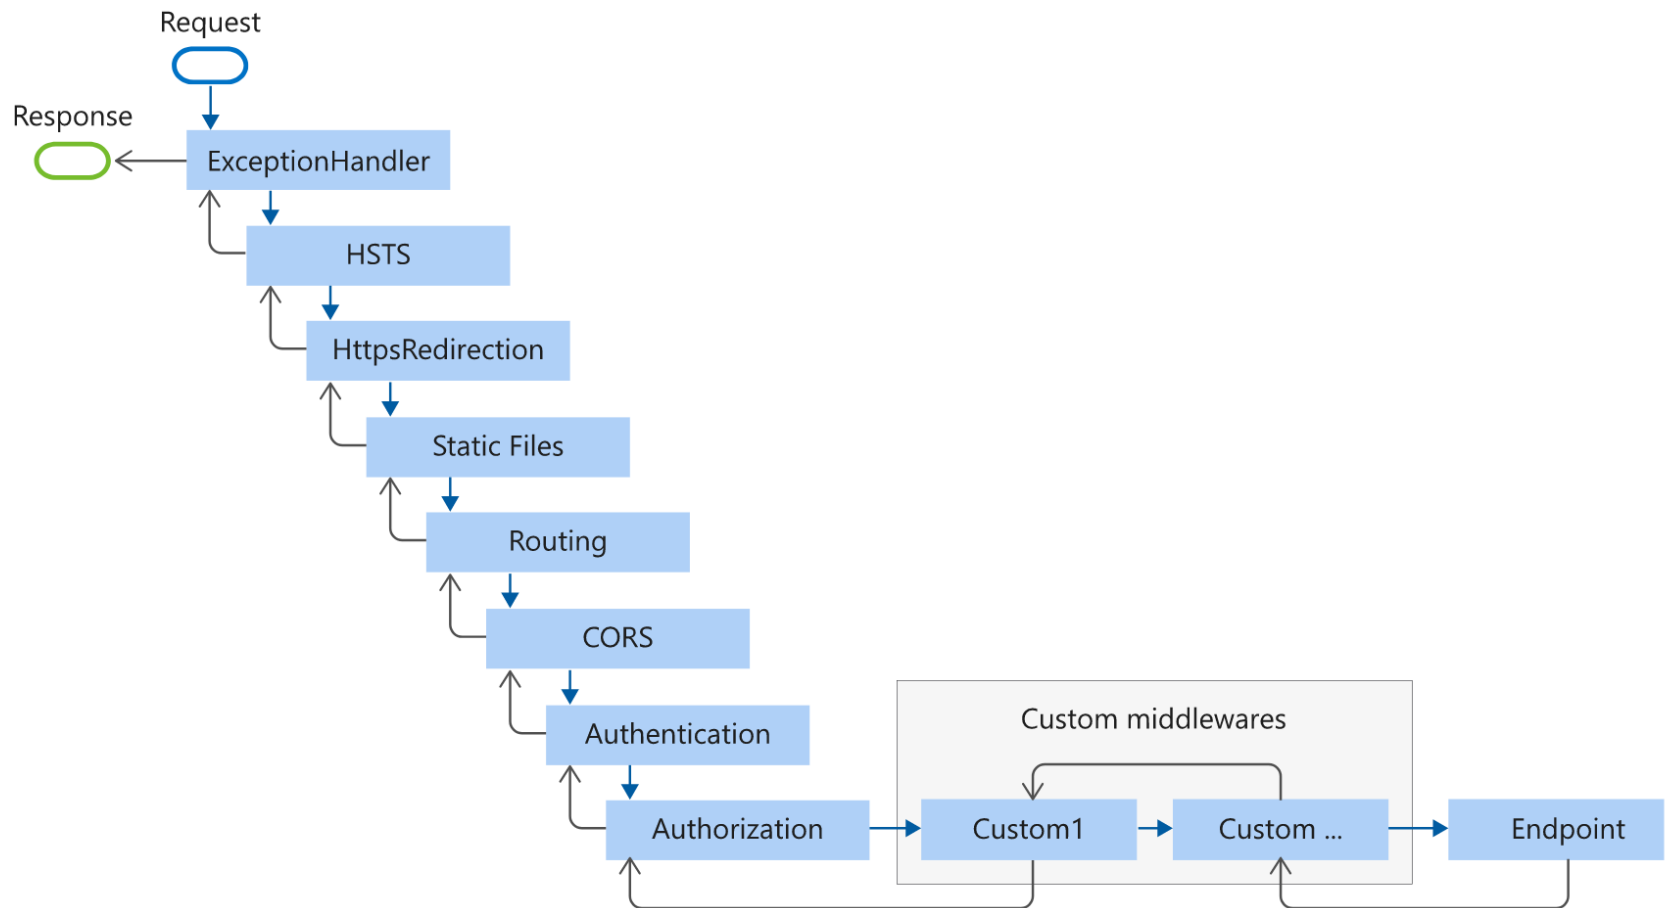 Request
Response
ExceptionHandler
HSTS
HttpsRedirection
Static Files
Routing
CORS
Authentication
Custom middlewares
Authorization
Custom1
Custom ...
Endpoint